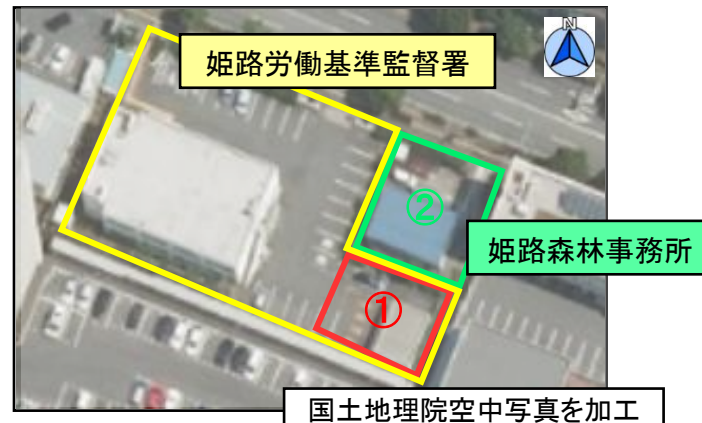 N
姫路労働基準監督署
②
姫路森林事務所
①
国土地理院空中写真を加工